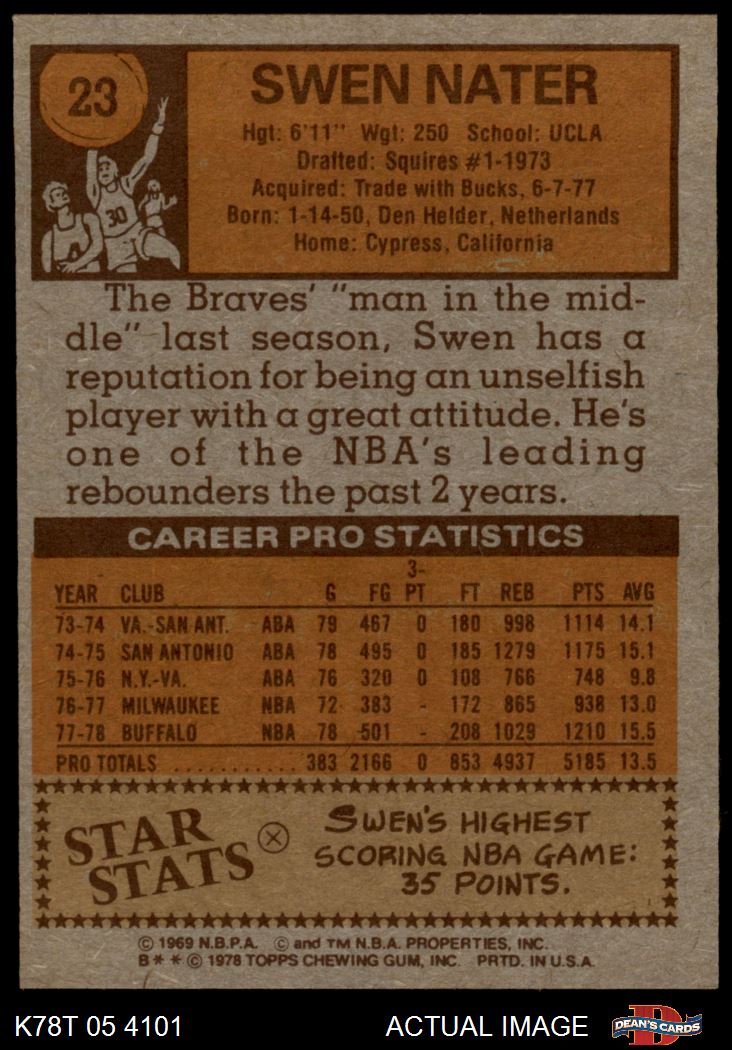 23
30
SWEN NATER
Hgt: 6'11" Wgt: 250 School: UCLA
Drafted: Squires #1-1973
Acquired: Trade with Bucks, 6-7-77
Born: 1-14-50, Den Helder, Netherlands
Home: Cypress, California
The Braves' "man in the mid-
dle" last season, Swen has a
reputation for being an unselfish
player with a great attitude. He's
one of the NBA's leading
rebounders the past 2 years.
CAREER PRO STATISTICS
YEAR CLUB G FG 3-PT FT REB PTS AVG
73-74 VA.-SAN ANT. ABA 79 467 0 180 998 1114 14.1
74-75 SAN ANTONIO ABA 78 495 0 185 1279 1175 15.1
75-76 N.Y.-VA. ABA 76 320 0 108 766 748 9.8
76-77 MILWAUKEE NBA 72 383 - 172 865 938 13.0
77-78 BUFFALO NBA 78 501 - 208 1029 1210 15.5
PRO TOTALS ........... 383 2166 0 853 4937 5185 13.5
STAR
STATS
SWEN'S HIGHEST
SCORING NBA GAME:
35 POINTS.
© 1969 N.B.P.A. © and TM N.B.A. PROPERTIES, INC.
B * * © 1978 TOPPS CHEWING GUM, INC. PRTD. IN U.S.A.
K78T 05 4101 ACTUAL IMAGE
D
DEAN'S CARDS